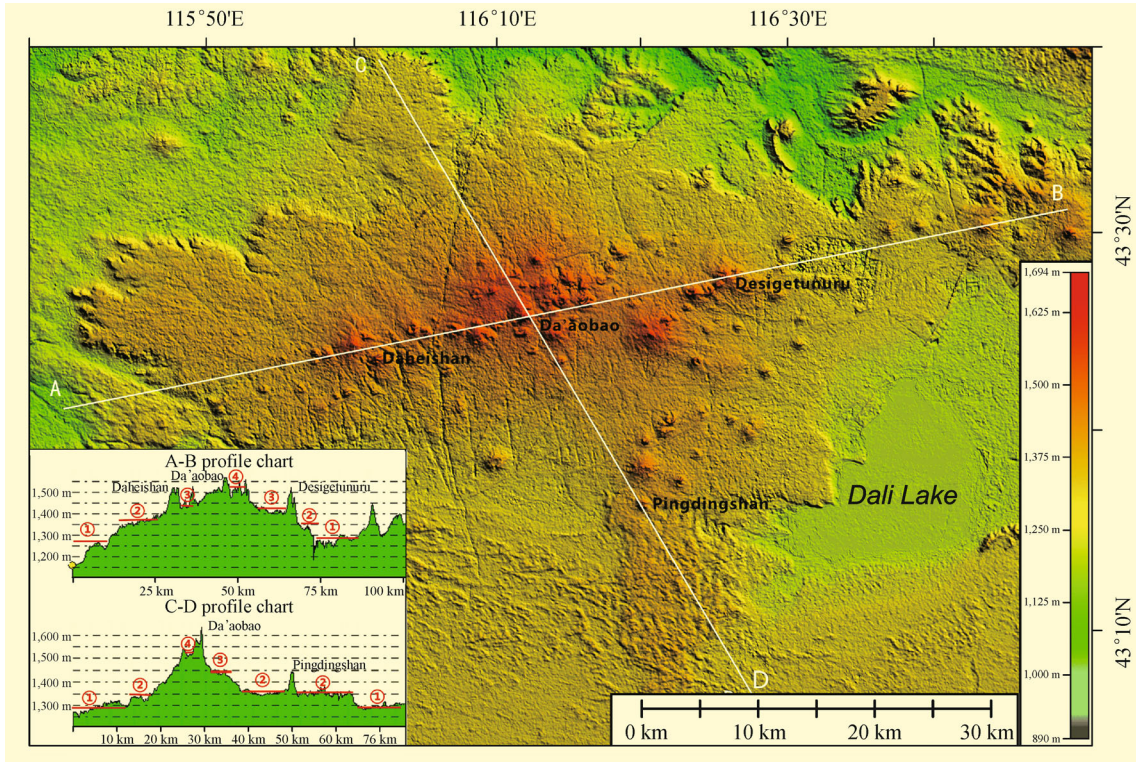 115°50'E 116°10'E 116°30'E
C
B
43°30'N
1,694 m
1,625 m
1,500 m
1,375 m
1,250 m
1,125 m
1,000 m
890 m
Desigetunuru
Da'aobao
Daheishan
A
Pingdingshan
Dali Lake
43°10'N
D
0 km 10 km 20 km 30 km
A-B profile chart
Daheishan Da'aobao Desigetunuru
1,500 m
1,400 m
1,300 m
1,200 m
① ② ③ ④ ③ ② ①
25 km 50 km 75 km 100 km
C-D profile chart
Da'aobao
Pingdingshan
1,600 m
1,500 m
1,450 m
1,400 m
1,300 m
① ② ④ ③ ② ② ①
10 km 20 km 30 km 40 km 50 km 60 km 76 km